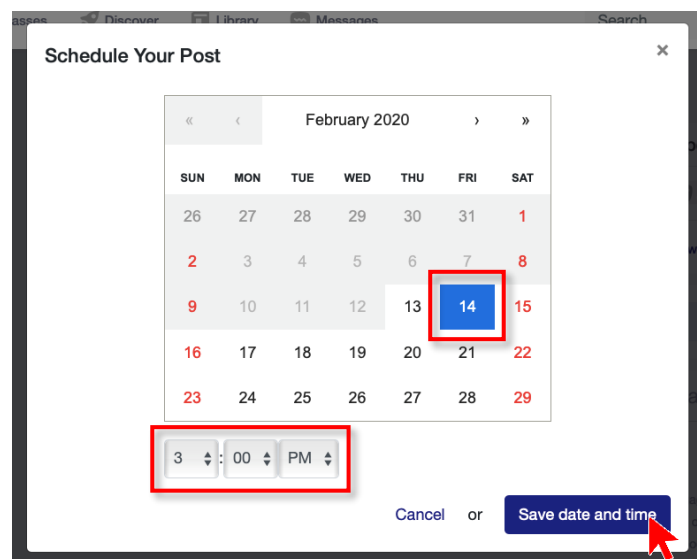 asses Discover Library Messages Search
Schedule Your Post ×
« ‹ February 2020 › »
SUN MON TUE WED THU FRI SAT
26 27 28 29 30 31 1
2 3 4 5 6 7 8
9 10 11 12 13 14 15
16 17 18 19 20 21 22
23 24 25 26 27 28 29
3 : 00 PM
Cancel or Save date and time